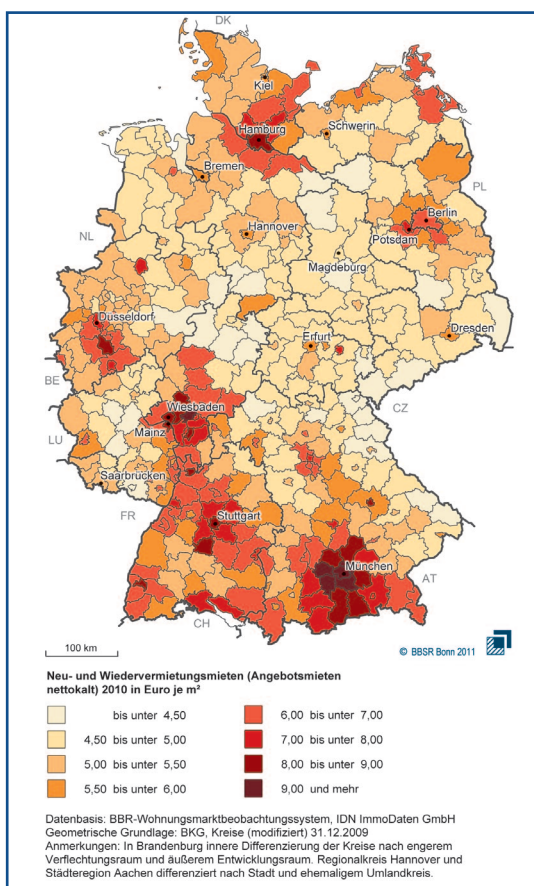 DK
Kiel
Hamburg
Schwerin
Bremen
PL
Berlin
NL
Hannover
Potsdam
Magdeburg
Düsseldorf
Erfurt
Dresden
BE
Wiesbaden
CZ
Mainz
LU
Saarbrücken
FR
Stuttgart
München
AT
CH
100 km
© BBSR Bonn 2011
Neu- und Wiedervermietungsmieten (Angebotsmieten
nettokalt) 2010 in Euro je m²
bis unter 4,50
4,50 bis unter 5,00
5,00 bis unter 5,50
5,50 bis unter 6,00
6,00 bis unter 7,00
7,00 bis unter 8,00
8,00 bis unter 9,00
9,00 und mehr
Datenbasis: BBR-Wohnungsmarktbeobachtungssystem, IDN ImmoDaten GmbH
Geometrische Grundlage: BKG, Kreise (modifiziert) 31.12.2009
Anmerkungen: In Brandenburg innere Differenzierung der Kreise nach engerem
Verflechtungsraum und äußerem Entwicklungsraum. Regionalkreis Hannover und
Städteregion Aachen differenziert nach Stadt und ehemaligem Umlandkreis.